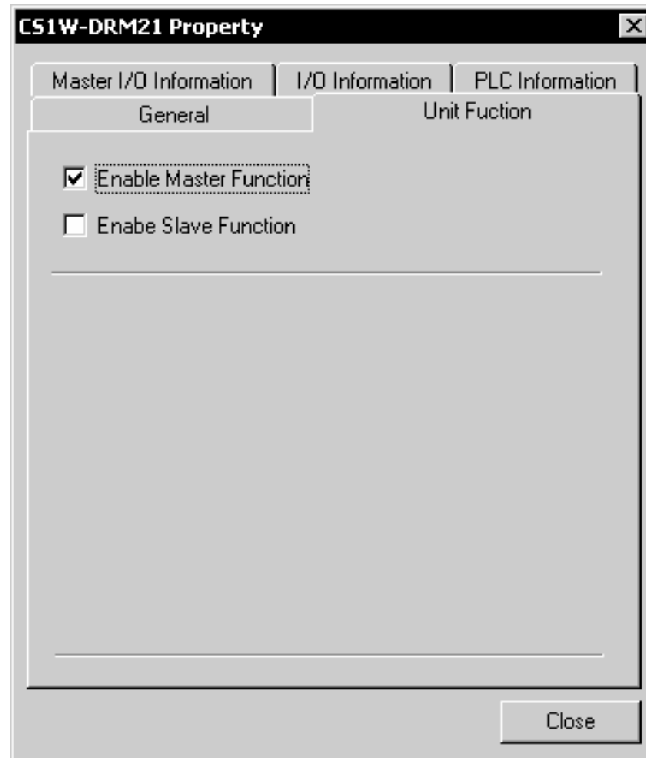 CS1W-DRM21 Property
Master I/O Information I/O Information PLC Information
General Unit Fuction
Enable Master Function
Enabe Slave Function
Close